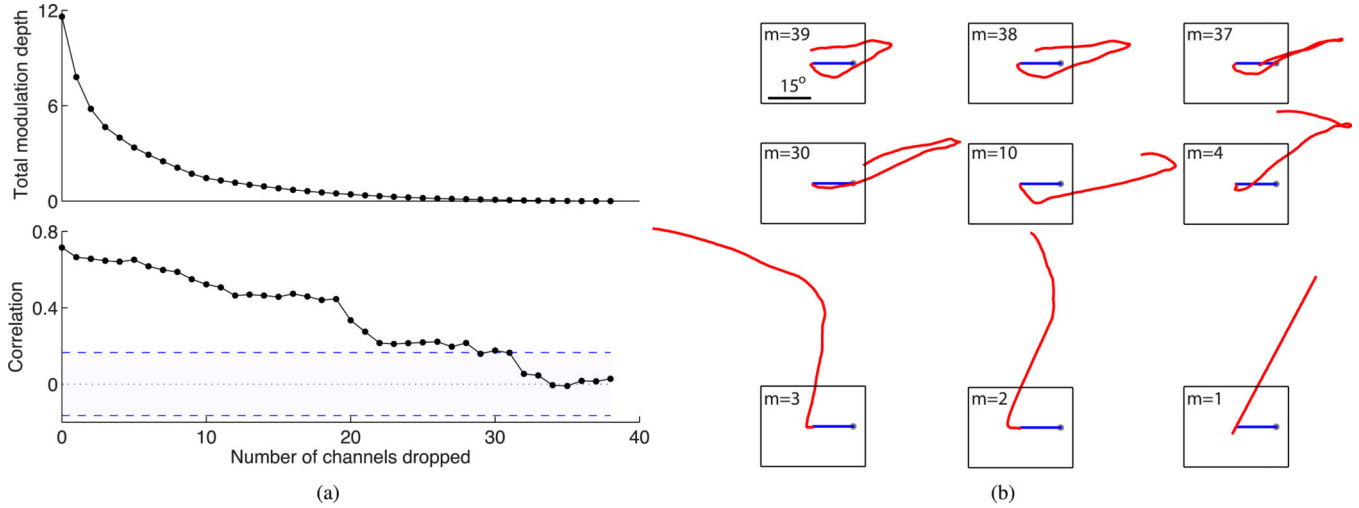 12
6
0
Total modulation depth
0.8
0.4
0
Correlation
0 10 20 30 40
Number of channels dropped
(a)
m=39 m=38 m=37
15°
m=30 m=10 m=4
m=3 m=2 m=1
(b)